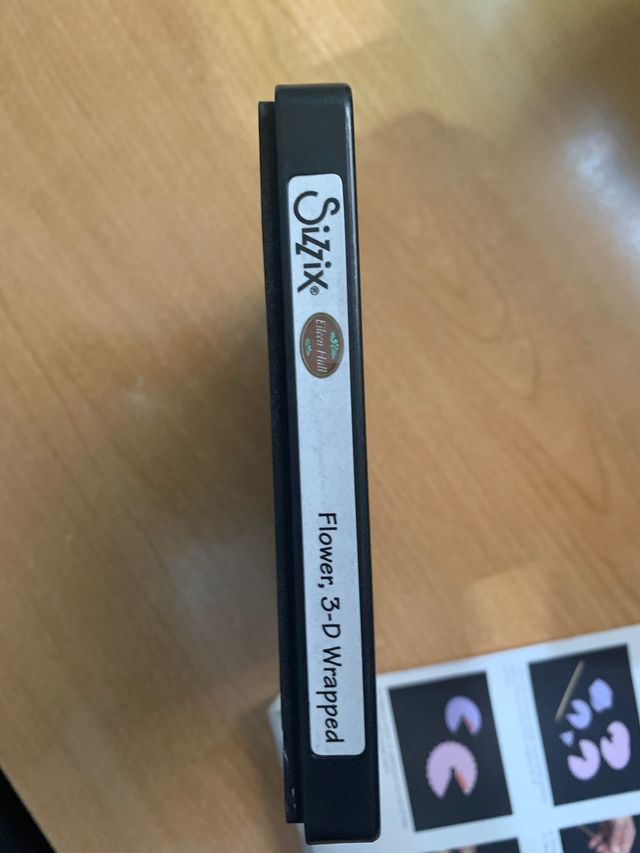 Sizzix®
Eileen Hull
Flower, 3-D Wrapped